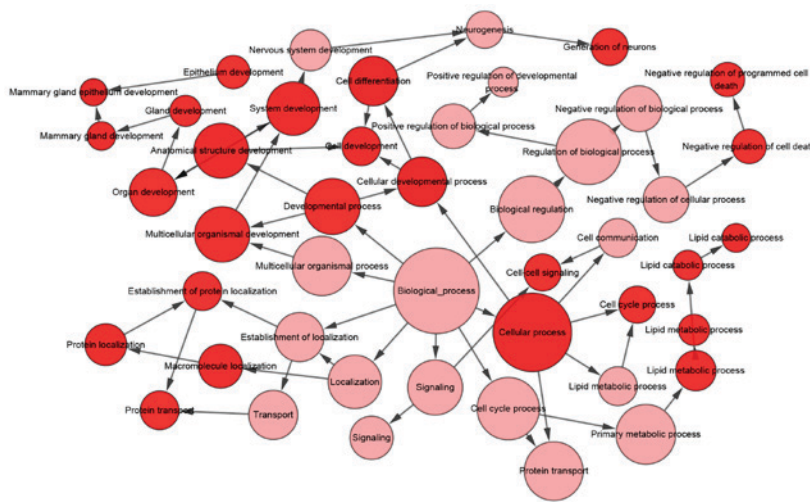 Neurogenesis
Nervous system development
Generation of neurons
Epithelium development
Cell differentiation
Positive regulation of developmental
process
Negative regulation of programmed cell
death
Mammary gland epithelium development
Gland development
System development
Negative regulation of biological process
Mammary gland development
Positive regulation of biological process
Anatomical structure development
Cell development
Regulation of biological process
Negative regulation of cell death
Organ development
Cellular developmental process
Negative regulation of cellular process
Developmental process
Biological regulation
Multicellular organismal development
Cell communication
Lipid catabolic process
Multicellular organismal process
Cell-cell signaling
Lipid catabolic process
Establishment of protein localization
Biological_process
Cell cycle process
Cellular process
Lipid metabolic process
Protein localization
Establishment of localization
Macromolecule localization
Lipid metabolic process
Localization
Signaling
Lipid metabolic process
Protein transport
Transport
Cell cycle process
Signaling
Primary metabolic process
Protein transport